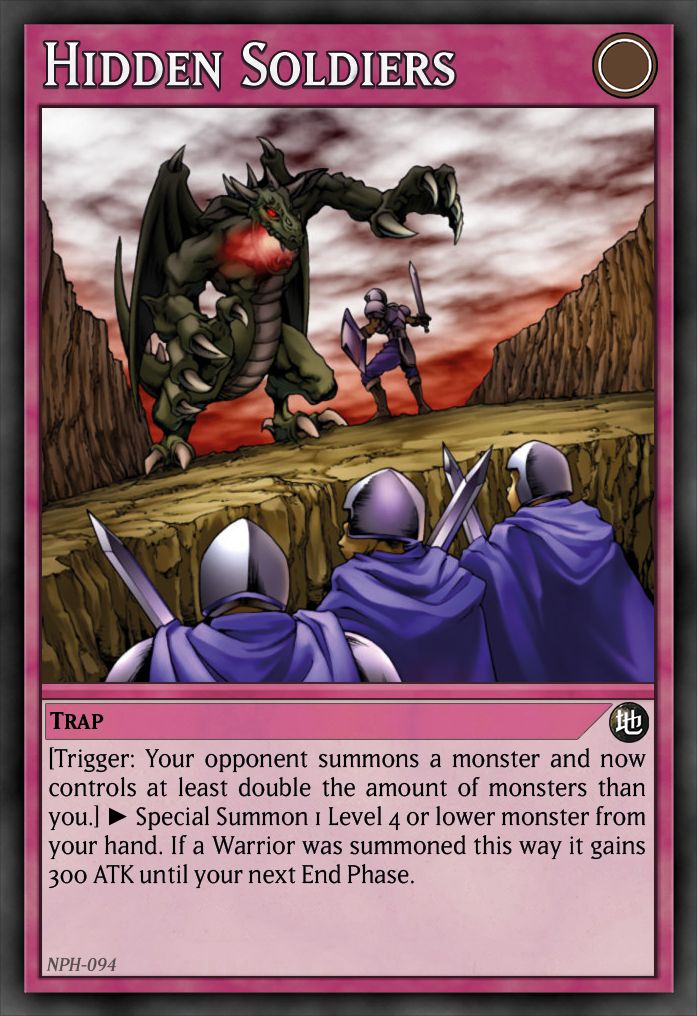 Hidden Soldiers
Trap
[Trigger: Your opponent summons a monster and now
controls at least double the amount of monsters than
you.] ► Special Summon 1 Level 4 or lower monster from
your hand. If a Warrior was summoned this way it gains
300 ATK until your next End Phase.
NPH-094